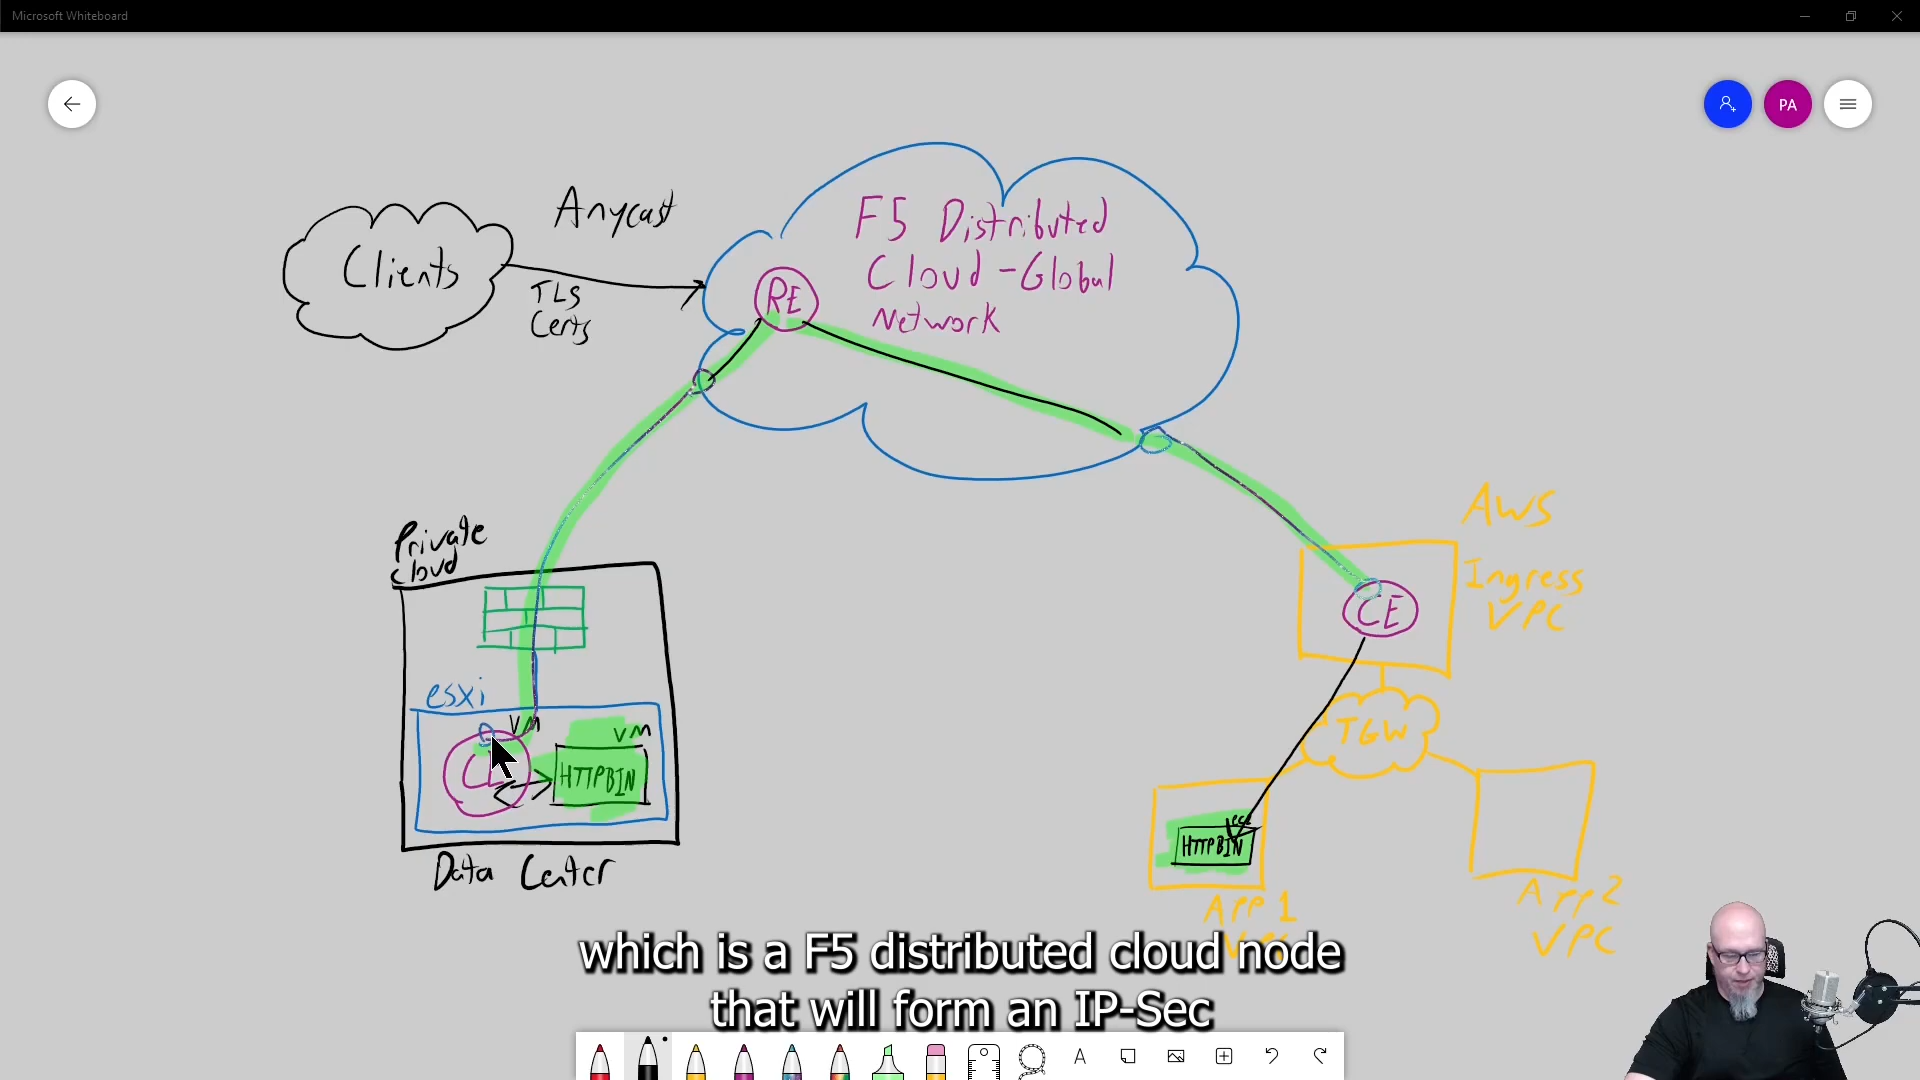 Microsoft Whiteboard
PA
Anycast
Clients
TLS
Certs
RE
F5 Distributed
Cloud - Global
Network
Private
Cloud
esxi
VM
VM
HTTPBIN
Data Center
AWS
Ingress
VPC
CE
TGW
HTTPBIN
App 1
App 2
VPC
which is a F5 distributed cloud node
that will form an IP-Sec
A